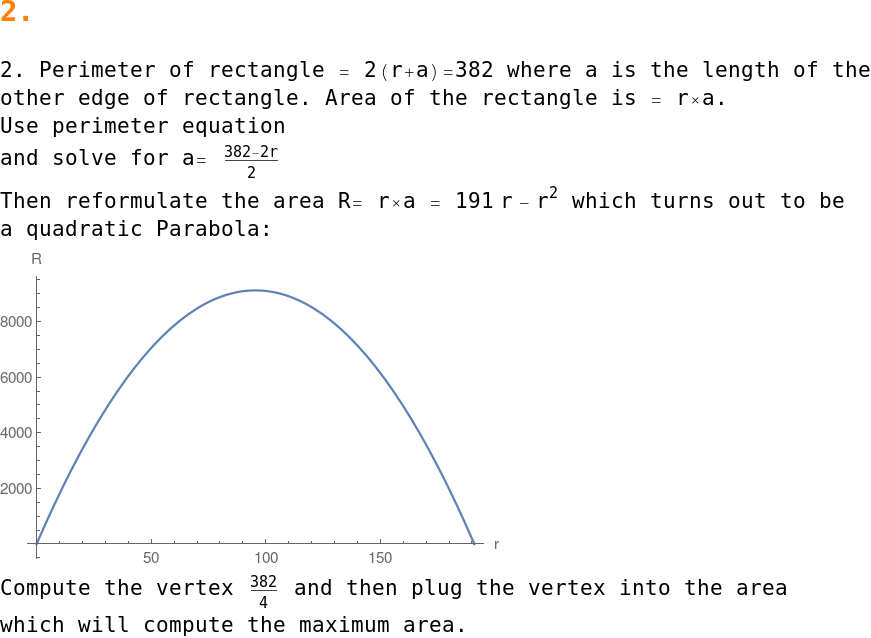 2.
2. Perimeter of rectangle = 2(r+a)=382 where a is the length of the
other edge of rectangle. Area of the rectangle is = r×a.
Use perimeter equation
and solve for a= \frac{382-2r}{2}
Then reformulate the area R= r×a = 191 r - r^2 which turns out to be
a quadratic Parabola:
R
8000
6000
4000
2000
50 100 150 r
Compute the vertex \frac{382}{4} and then plug the vertex into the area
which will compute the maximum area.